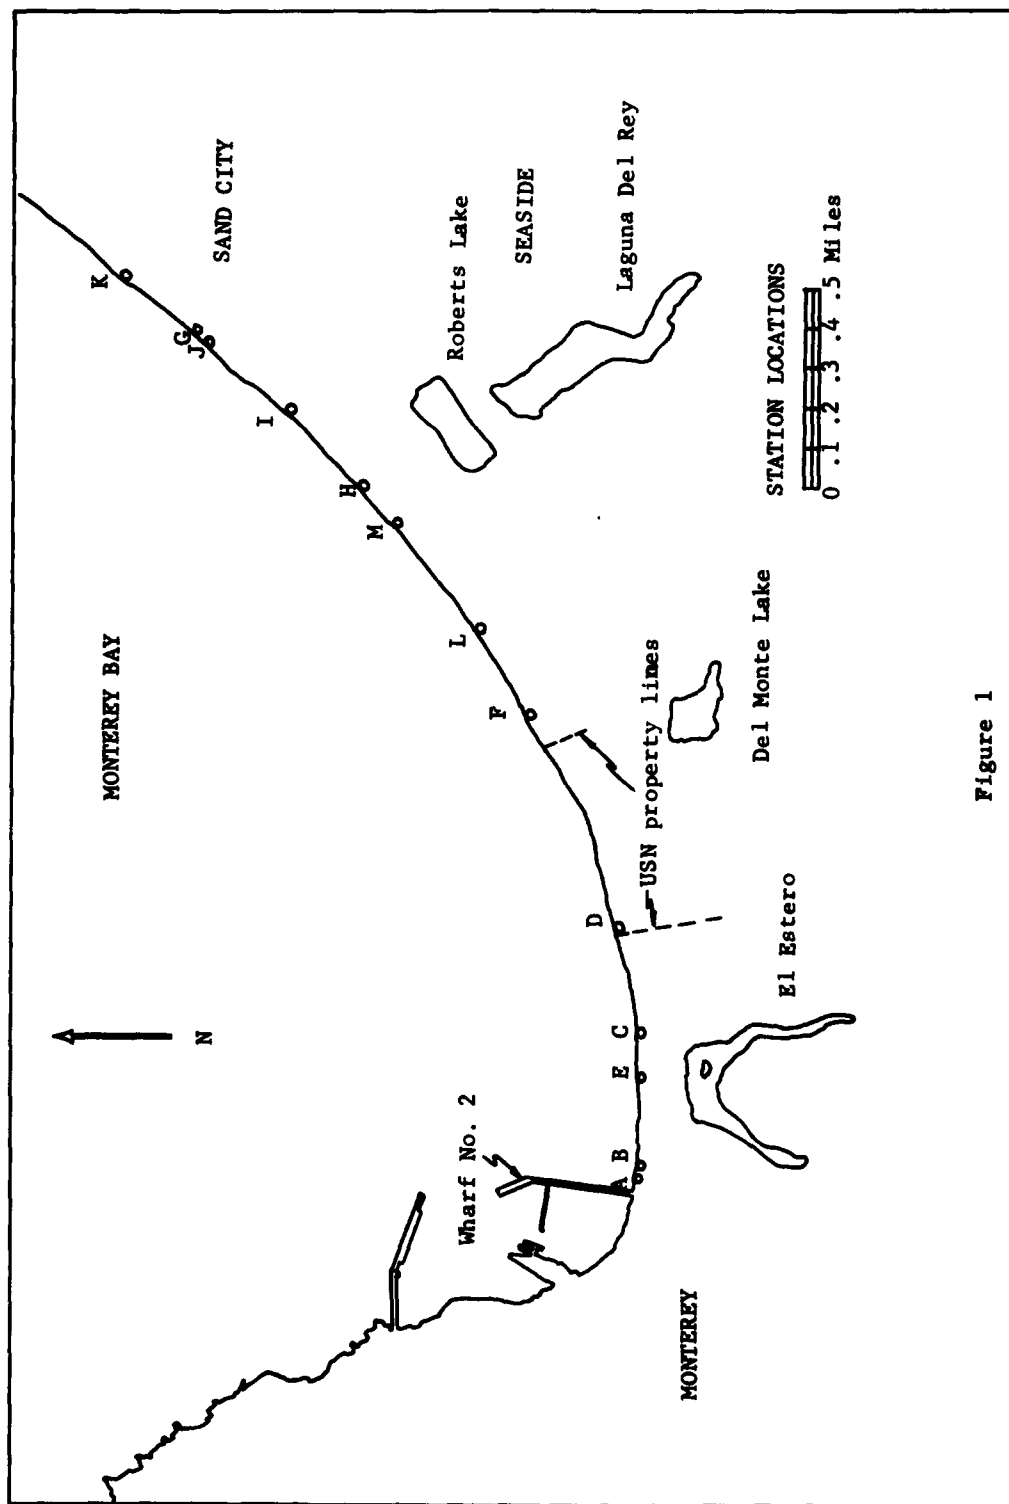 MONTEREY BAY
N
K
G
J
I
H
M
L
F
D
C
E
B
A
SAND CITY
Roberts Lake
SEASIDE
Laguna Del Rey
Wharf No. 2
USN property lines
Del Monte Lake
El Estero
MONTEREY
STATION LOCATIONS
0 .1 .2 .3 .4 .5 Miles
Figure 1